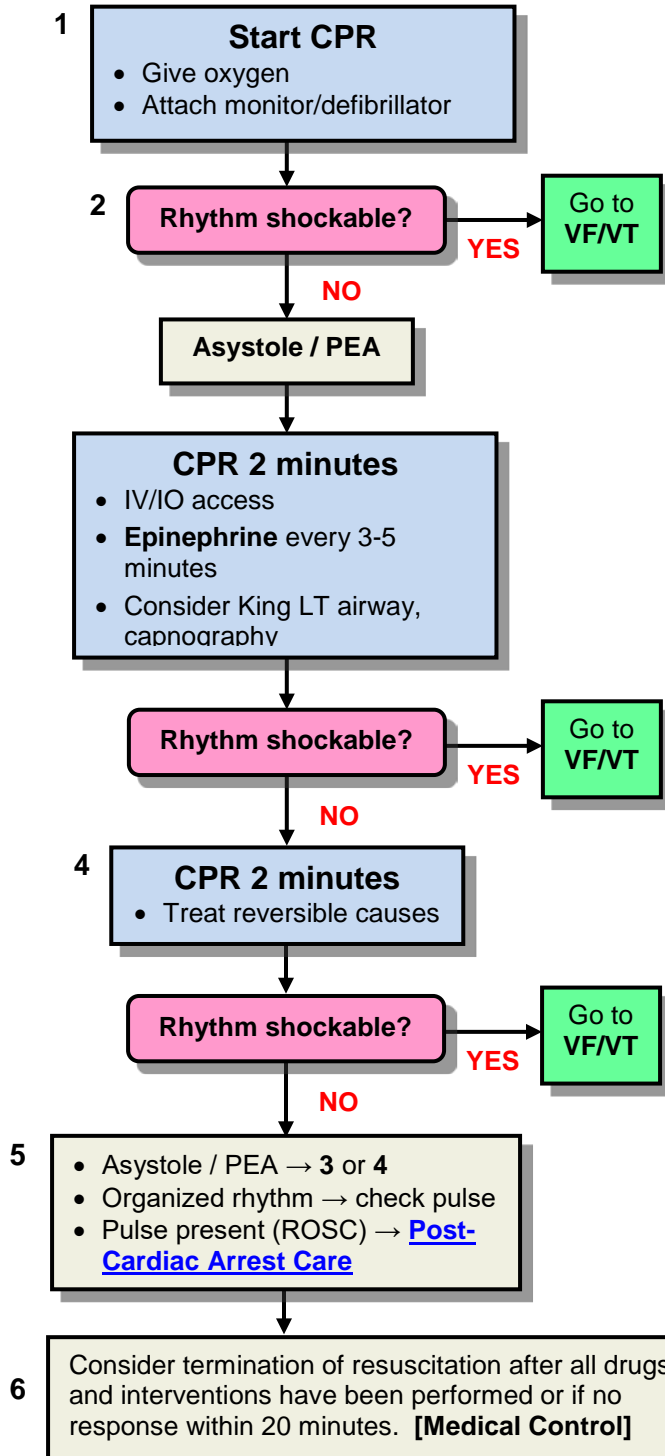 1
Start CPR
• Give oxygen
• Attach monitor/defibrillator
2
Rhythm shockable?
YES
Go to
VF/VT
NO
Asystole / PEA
CPR 2 minutes
• IV/IO access
• Epinephrine every 3-5
minutes
• Consider King LT airway,
capnography
Rhythm shockable?
YES
Go to
VF/VT
NO
4
CPR 2 minutes
• Treat reversible causes
Rhythm shockable?
YES
Go to
VF/VT
NO
5
• Asystole / PEA → 3 or 4
• Organized rhythm → check pulse
• Pulse present (ROSC) → Post-
Cardiac Arrest Care
6
Consider termination of resuscitation after all drugs
and interventions have been performed or if no
response within 20 minutes. [Medical Control]